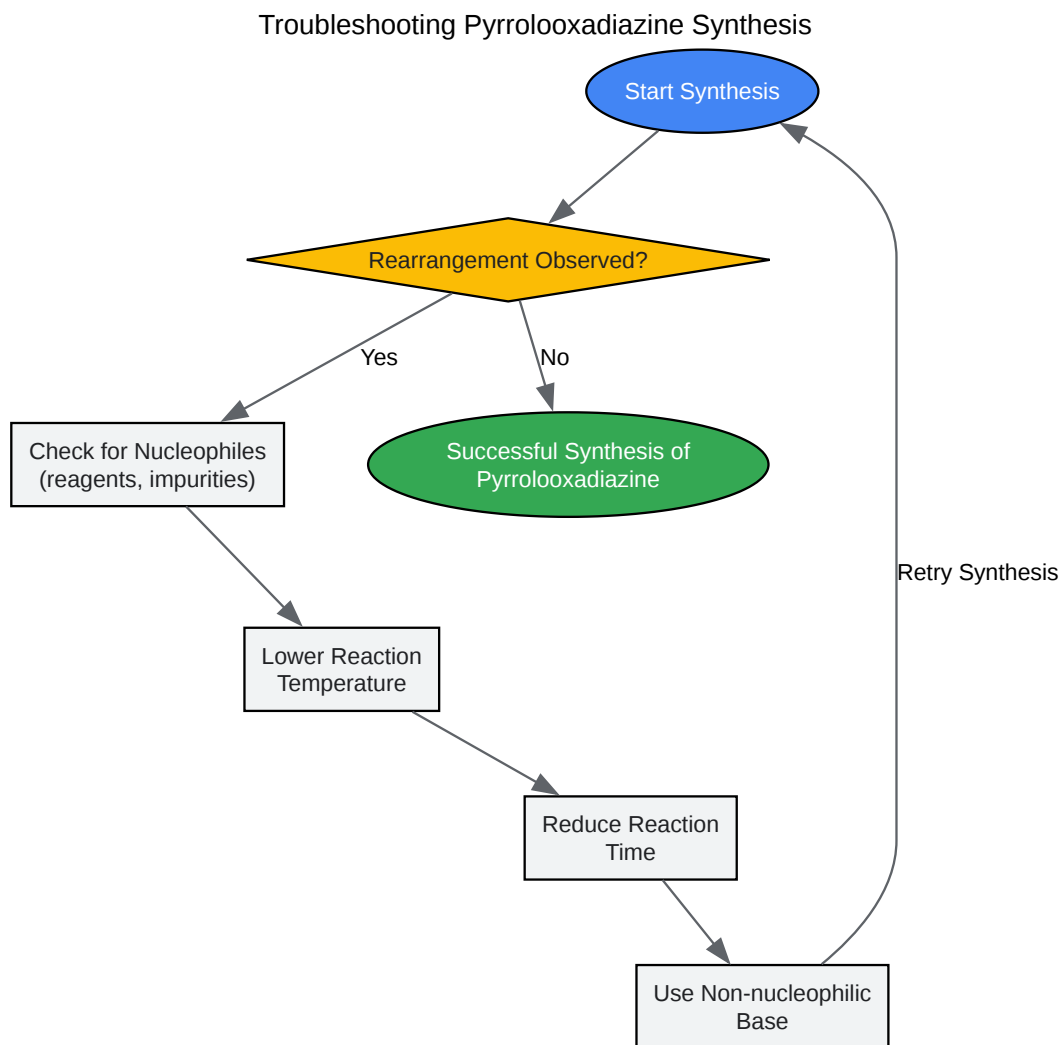 Troubleshooting Pyrrolooxadiazine Synthesis
Start Synthesis
Rearrangement Observed?
Yes
No
Check for Nucleophiles
(reagents, impurities)
Successful Synthesis of
Pyrrolooxadiazine
Retry Synthesis
Lower Reaction
Temperature
Reduce Reaction
Time
Use Non-nucleophilic
Base